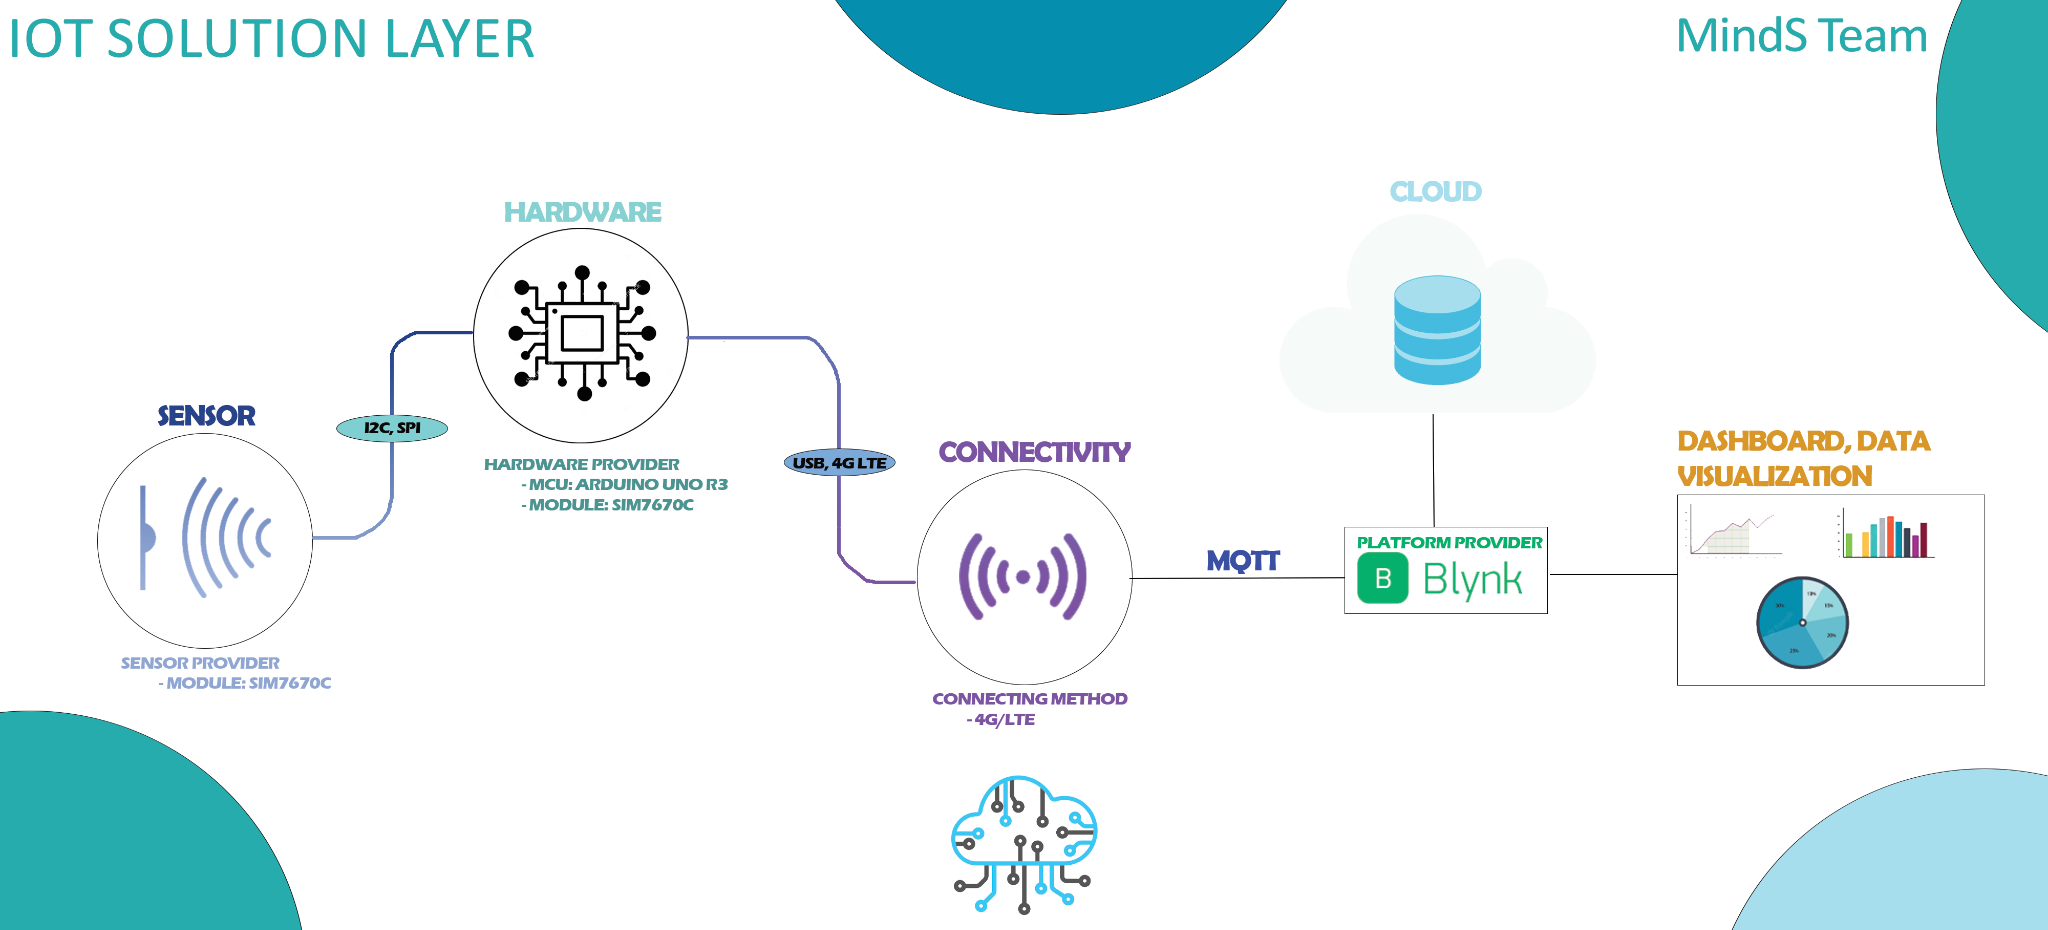 IOT SOLUTION LAYER
MindS Team
CLOUD
HARDWARE
SENSOR
I2C, SPI
HARDWARE PROVIDER
- MCU: ARDUINO UNO R3
- MODULE: SIM7670C
USB, 4G LTE
CONNECTIVITY
DASHBOARD, DATA
VISUALIZATION
MQTT
PLATFORM PROVIDER
B Blynk
SENSOR PROVIDER
- MODULE: SIM7670C
CONNECTING METHOD
- 4G/LTE